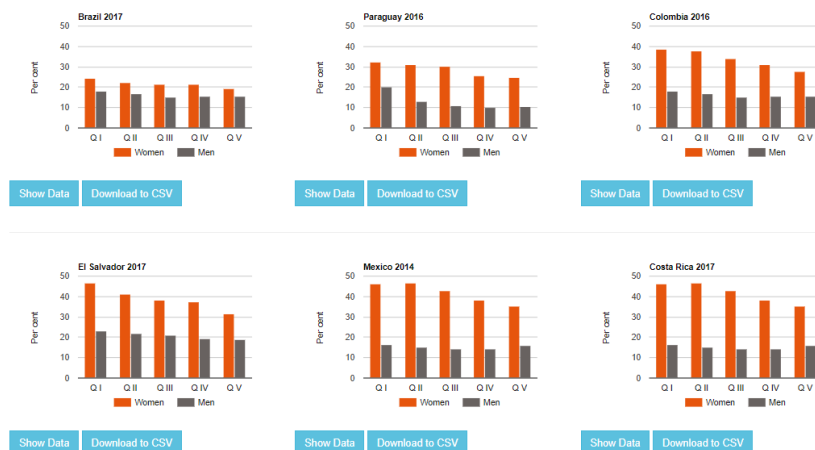 Brazil 2017
50
40
30
20
10
0
Per cent
Q I Q II Q III Q IV Q V
Women Men
Show Data Download to CSV
Paraguay 2016
50
40
30
20
10
0
Per cent
Q I Q II Q III Q IV Q V
Women Men
Show Data Download to CSV
Colombia 2016
50
40
30
20
10
0
Per cent
Q I Q II Q III Q IV Q V
Women Men
Show Data Download to CSV
El Salvador 2017
50
40
30
20
10
0
Per cent
Q I Q II Q III Q IV Q V
Women Men
Show Data Download to CSV
Mexico 2014
50
40
30
20
10
0
Per cent
Q I Q II Q III Q IV Q V
Women Men
Show Data Download to CSV
Costa Rica 2017
50
40
30
20
10
0
Per cent
Q I Q II Q III Q IV Q V
Women Men
Show Data Download to CSV